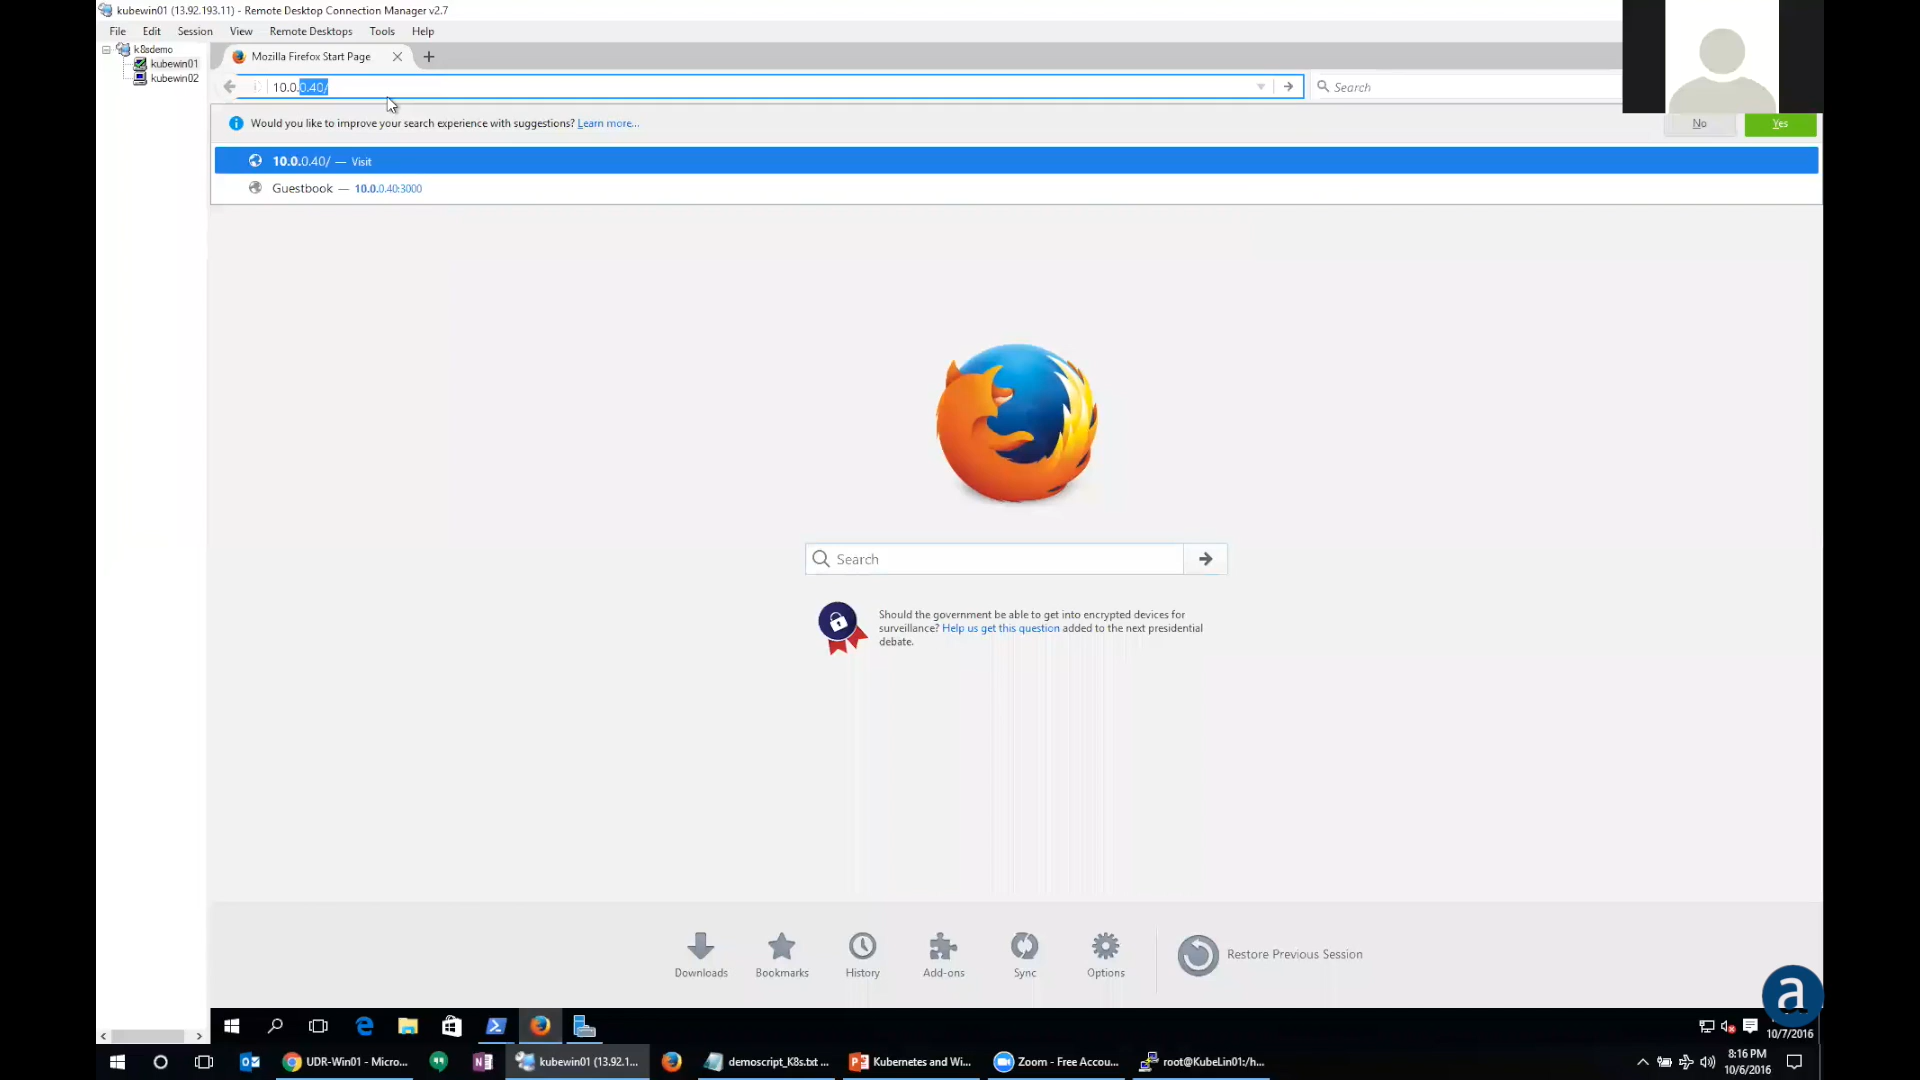 kubewin01 (13.92.193.11) - Remote Desktop Connection Manager v2.7
File Edit Session View Remote Desktops Tools Help
k8sdemo
kubewin01
kubewin02
Mozilla Firefox Start Page
10.0.0.40/
Search
Would you like to improve your search experience with suggestions? Learn more...
No
Yes
10.0.0.40/ — Visit
Guestbook — 10.0.0.40:3000
Search
Should the government be able to get into encrypted devices for
surveillance? Help us get this question added to the next presidential
debate.
Downloads
Bookmarks
History
Add-ons
Sync
Options
Restore Previous Session
a
10/7/2016
UDR-Win01 - Micro...
kubewin01 (13.92.1...
demoscript_K8s.txt ...
Kubernetes and Wi...
Zoom - Free Accou...
root@KubeLin01:/h...
8:16 PM
10/6/2016